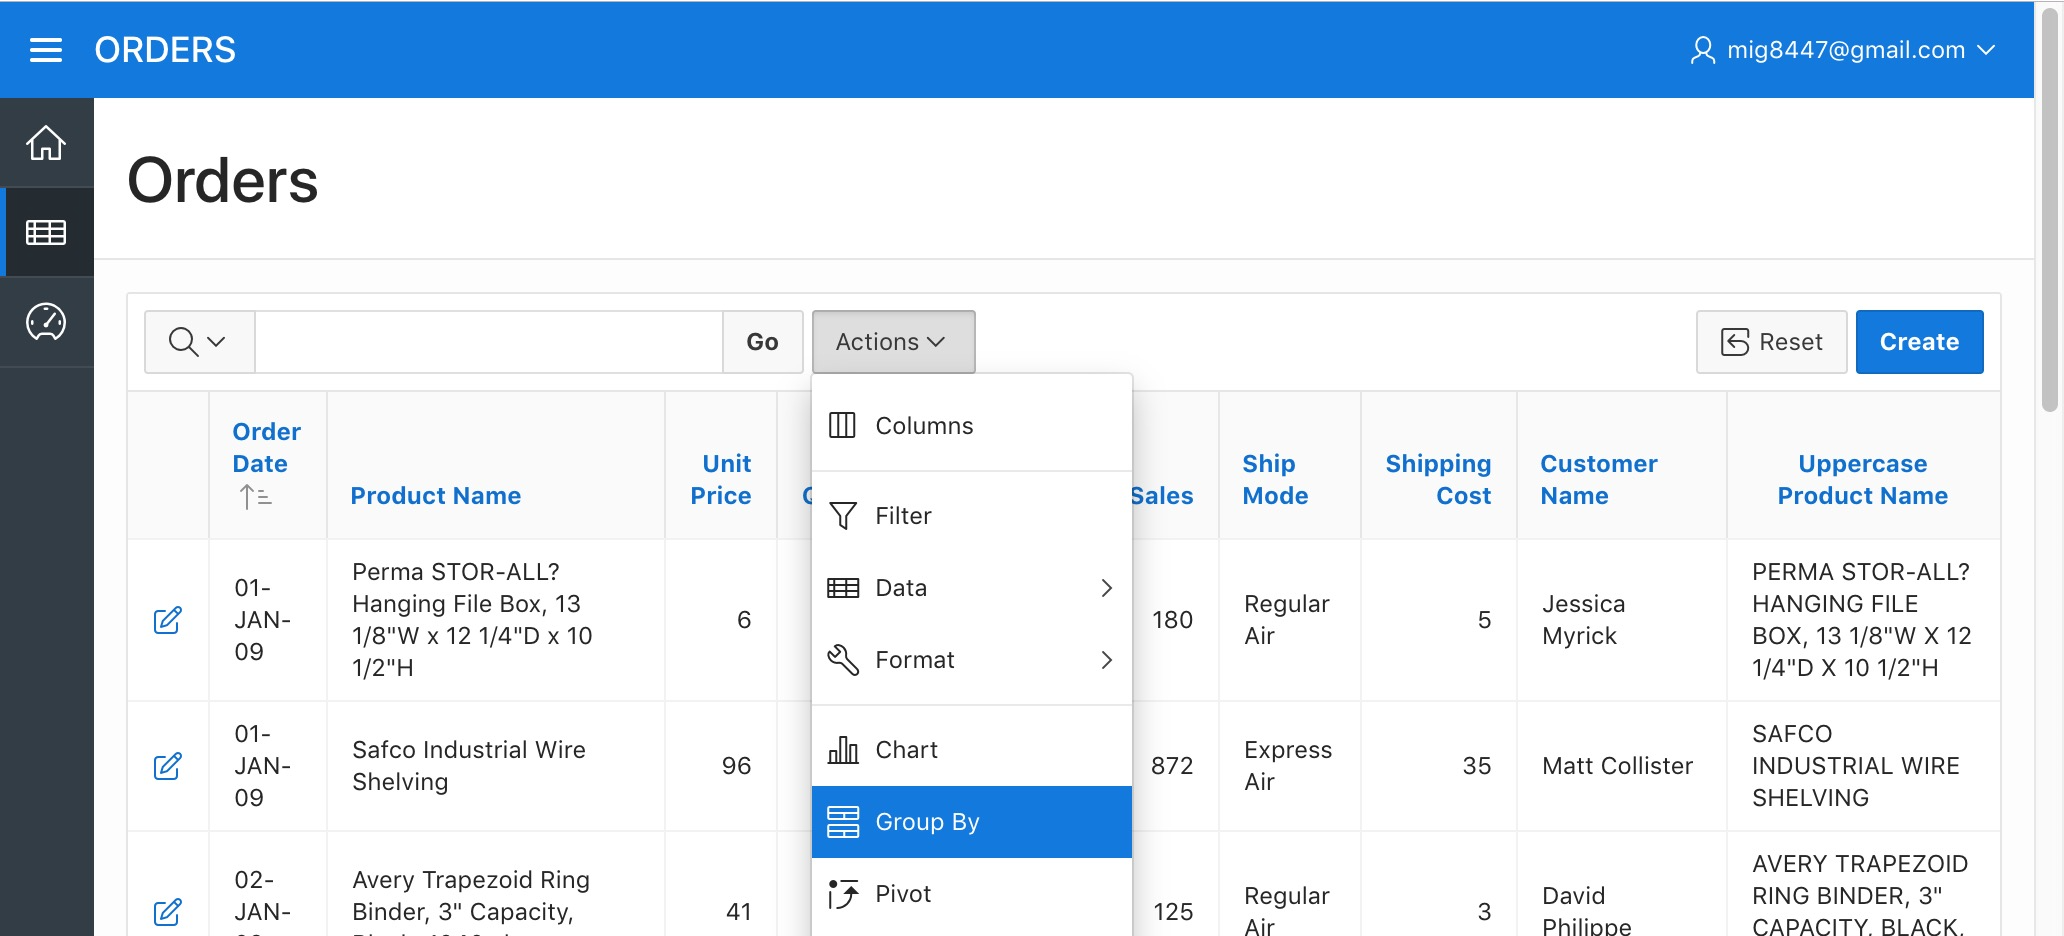 ORDERS
mig8447@gmail.com
Orders
Go
Actions
Reset
Create
Order
Date
Product Name
Unit
Price
Sales
Ship
Mode
Shipping
Cost
Customer
Name
Uppercase
Product Name
Columns
Filter
Data
Format
Chart
Group By
Pivot
01-
JAN-
09
Perma STOR-ALL?
Hanging File Box, 13
1/8"W x 12 1/4"D x 10
1/2"H
6
180
Regular
Air
5
Jessica
Myrick
PERMA STOR-ALL?
HANGING FILE
BOX, 13 1/8"W X 12
1/4"D X 10 1/2"H
01-
JAN-
09
Safco Industrial Wire
Shelving
96
872
Express
Air
35
Matt Collister
SAFCO
INDUSTRIAL WIRE
SHELVING
02-
JAN-
Avery Trapezoid Ring
Binder, 3" Capacity,
41
125
Regular
Air
3
David
Philippe
AVERY TRAPEZOID
RING BINDER, 3"
CAPACITY, BLACK,